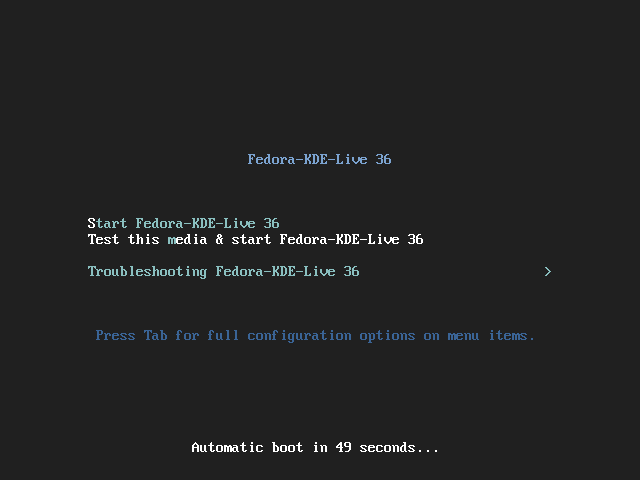 Fedora-KDE-Live 36
Start Fedora-KDE-Live 36
Test this media & start Fedora-KDE-Live 36
Troubleshooting Fedora-KDE-Live 36 >
Press Tab for full configuration options on menu items.
Automatic boot in 49 seconds...